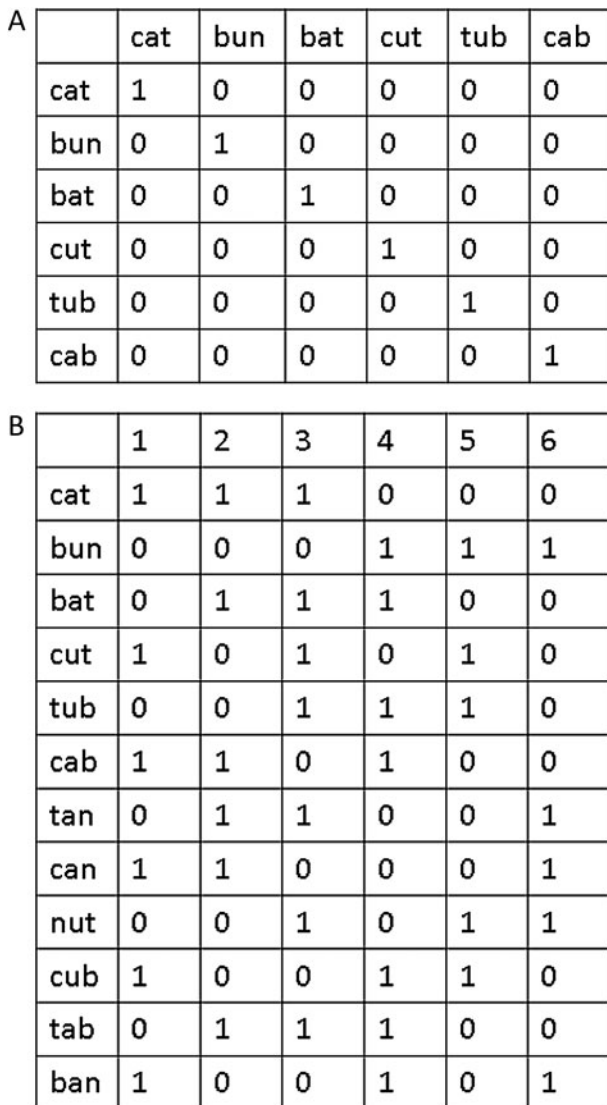 A
cat bun bat cut tub cab
cat 1 0 0 0 0 0
bun 0 1 0 0 0 0
bat 0 0 1 0 0 0
cut 0 0 0 1 0 0
tub 0 0 0 0 1 0
cab 0 0 0 0 0 1
B
1 2 3 4 5 6
cat 1 1 1 0 0 0
bun 0 0 0 1 1 1
bat 0 1 1 1 0 0
cut 1 0 1 0 1 0
tub 0 0 1 1 1 0
cab 1 1 0 1 0 0
tan 0 1 1 0 0 1
can 1 1 0 0 0 1
nut 0 0 1 0 1 1
cub 1 0 0 1 1 0
tab 0 1 1 1 0 0
ban 1 0 0 1 0 1